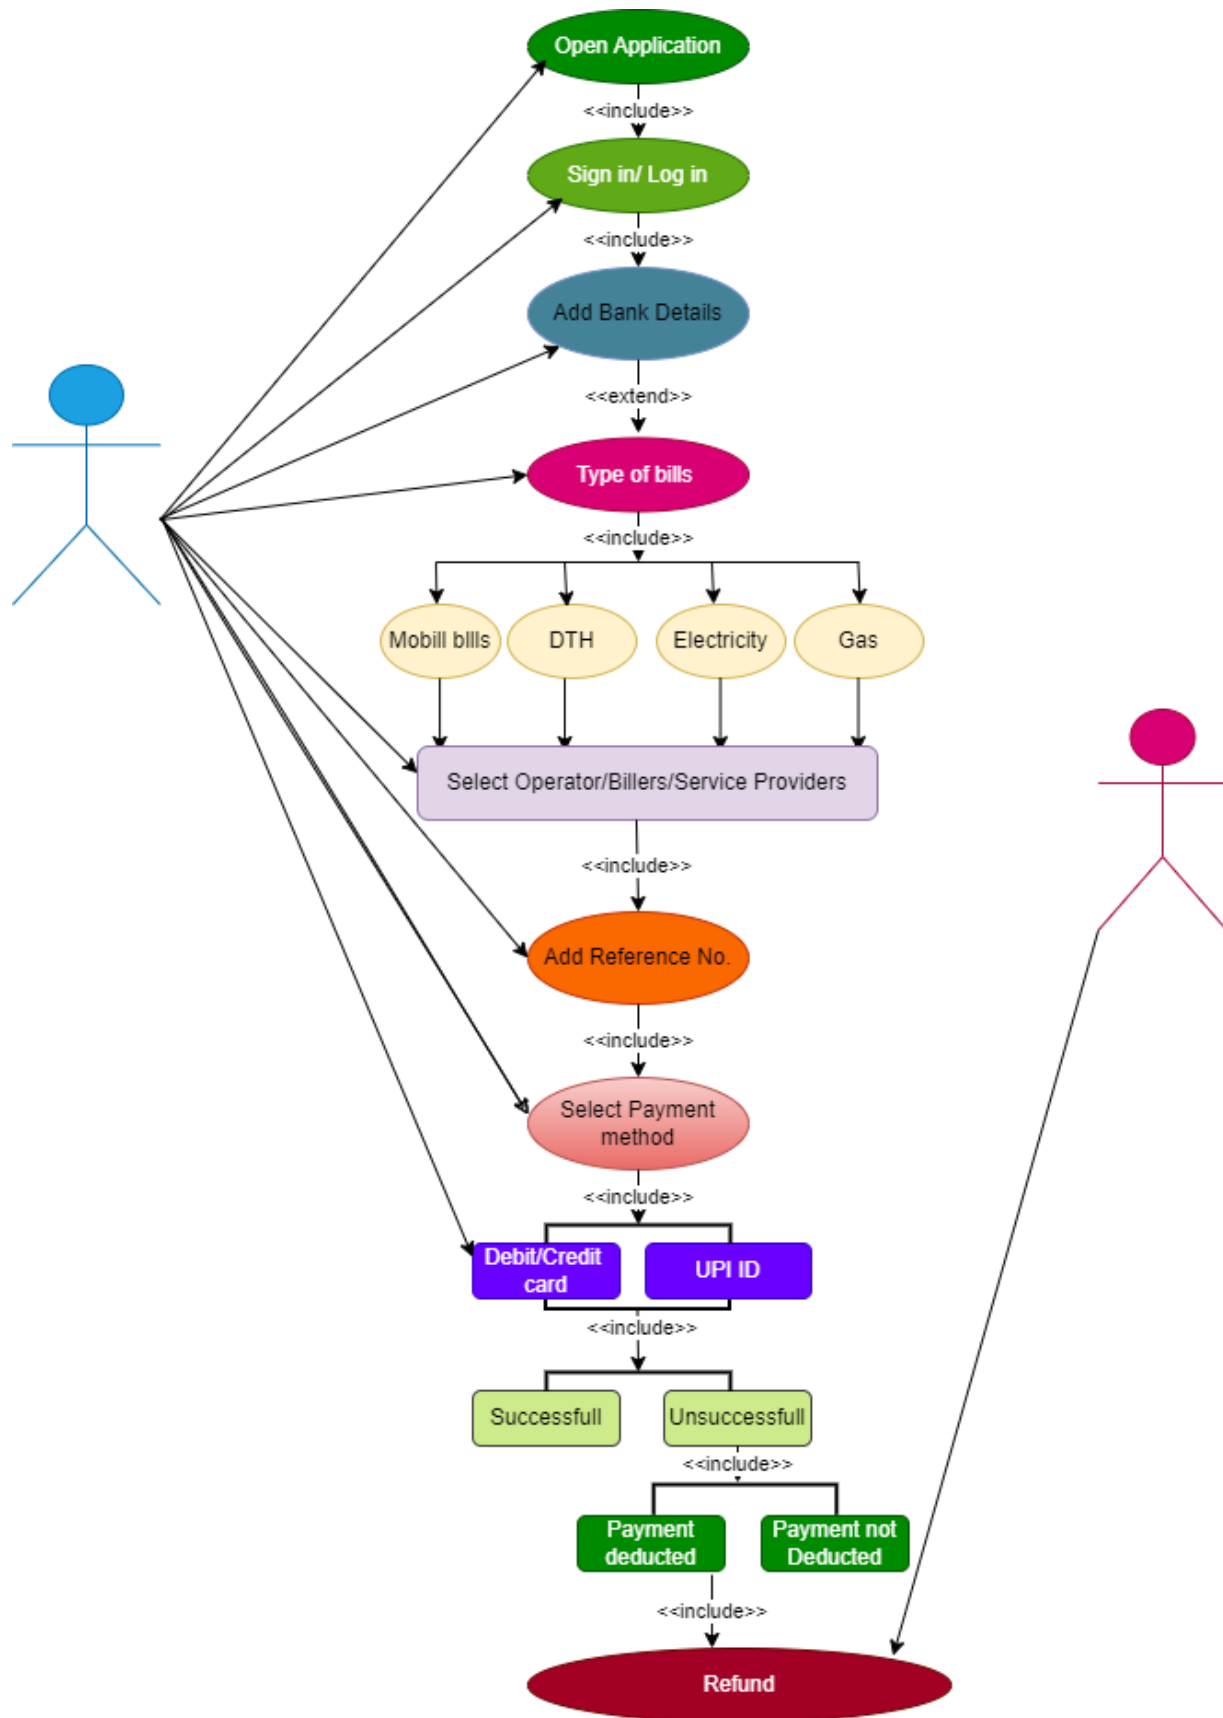 Open Application
<<include>>
Sign in/ Log in
<<include>>
Add Bank Details
<<extend>>
Type of bills
<<include>>
Mobill bIlls
DTH
Electricity
Gas
Select Operator/Billers/Service Providers
<<include>>
Add Reference No.
<<include>>
Select Payment
method
<<include>>
Debit/Credit
card
UPI ID
<<include>>
Successfull
Unsuccessfull
<<include>>
Payment
deducted
Payment not
Deducted
<<include>>
Refund